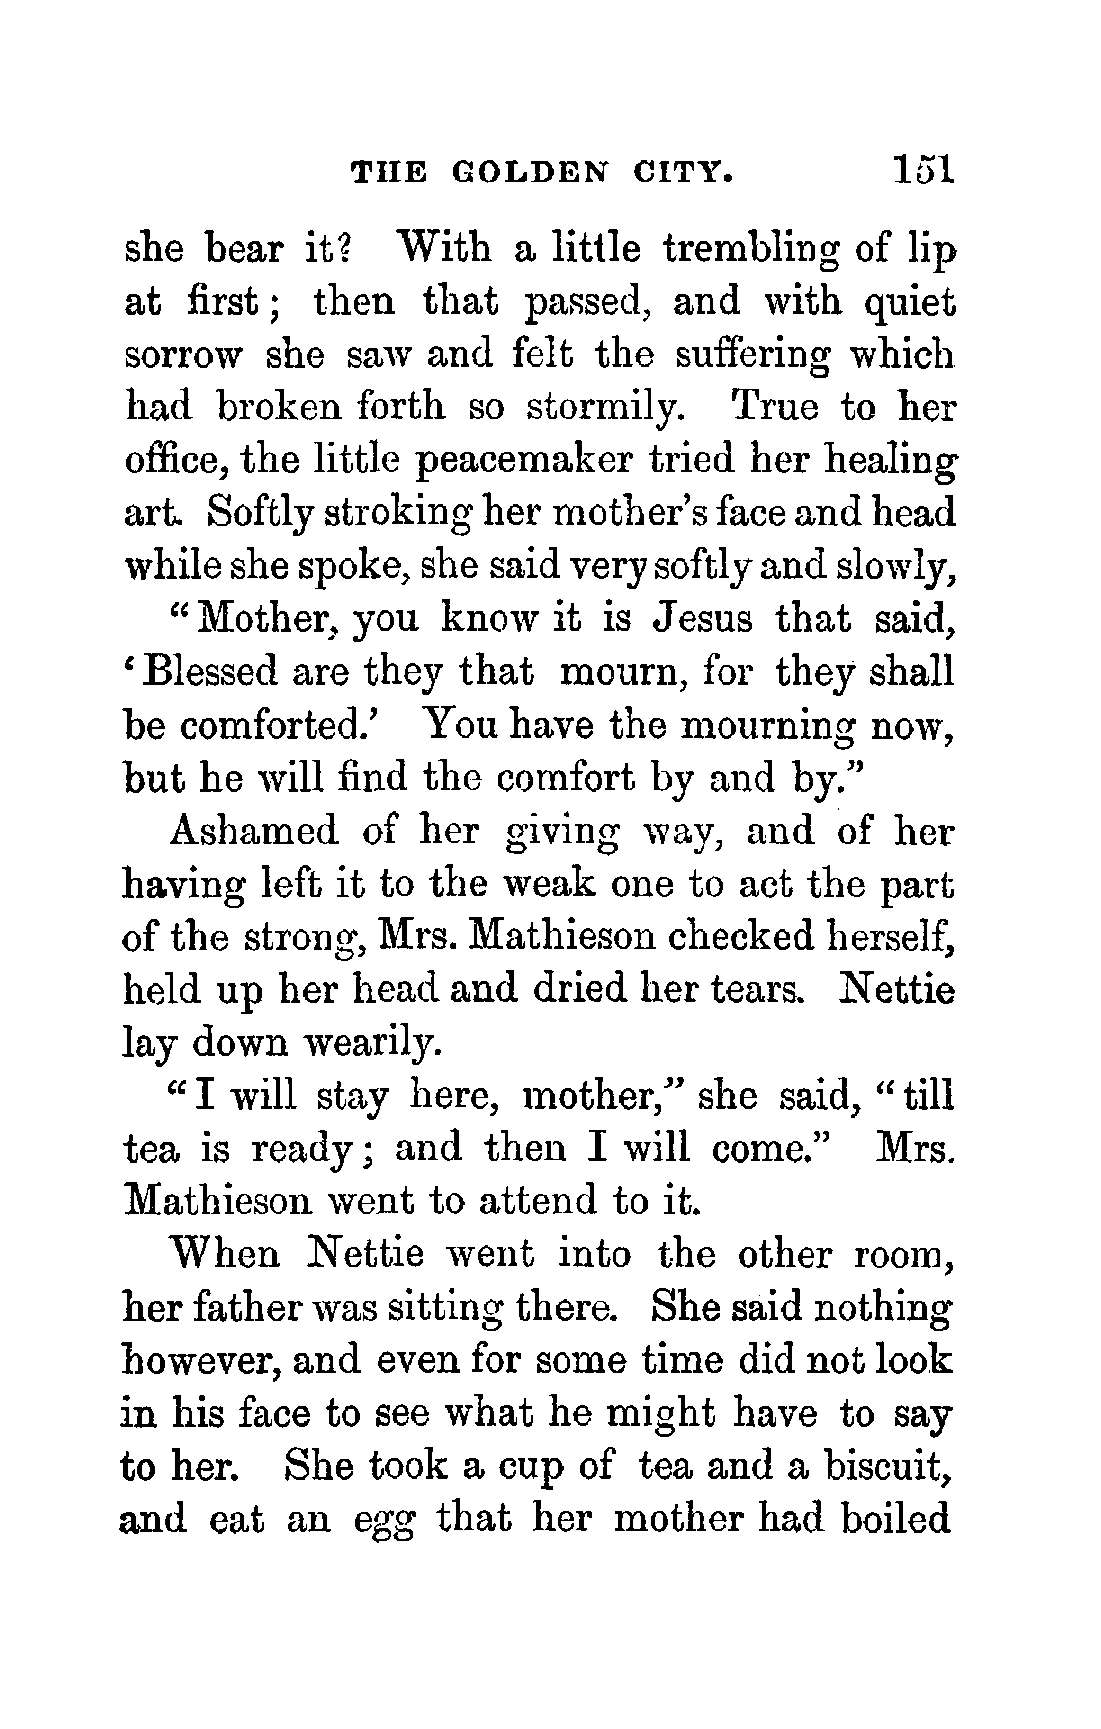 THE GOLDEN CITY. 151
she bear it? With a little trembling of lip
at first; then that passed, and with quiet
sorrow she saw and felt the suffering which
had broken forth so stormily. True to her
office, the little peacemaker tried her healing
art. Softly stroking her mother's face and head
while she spoke, she said very softly and slowly,
“Mother, you know it is Jesus that said,
‘Blessed are they that mourn, for they shall
be comforted.’ You have the mourning now,
but he will find the comfort by and by.”
Ashamed of her giving way, and of her
having left it to the weak one to act the part
of the strong, Mrs. Mathieson checked herself,
held up her head and dried her tears. Nettie
lay down wearily.
“I will stay here, mother,” she said, “till
tea is ready; and then I will come.” Mrs.
Mathieson went to attend to it.
When Nettie went into the other room,
her father was sitting there. She said nothing
however, and even for some time did not look
in his face to see what he might have to say
to her. She took a cup of tea and a biscuit,
and eat an egg that her mother had boiled